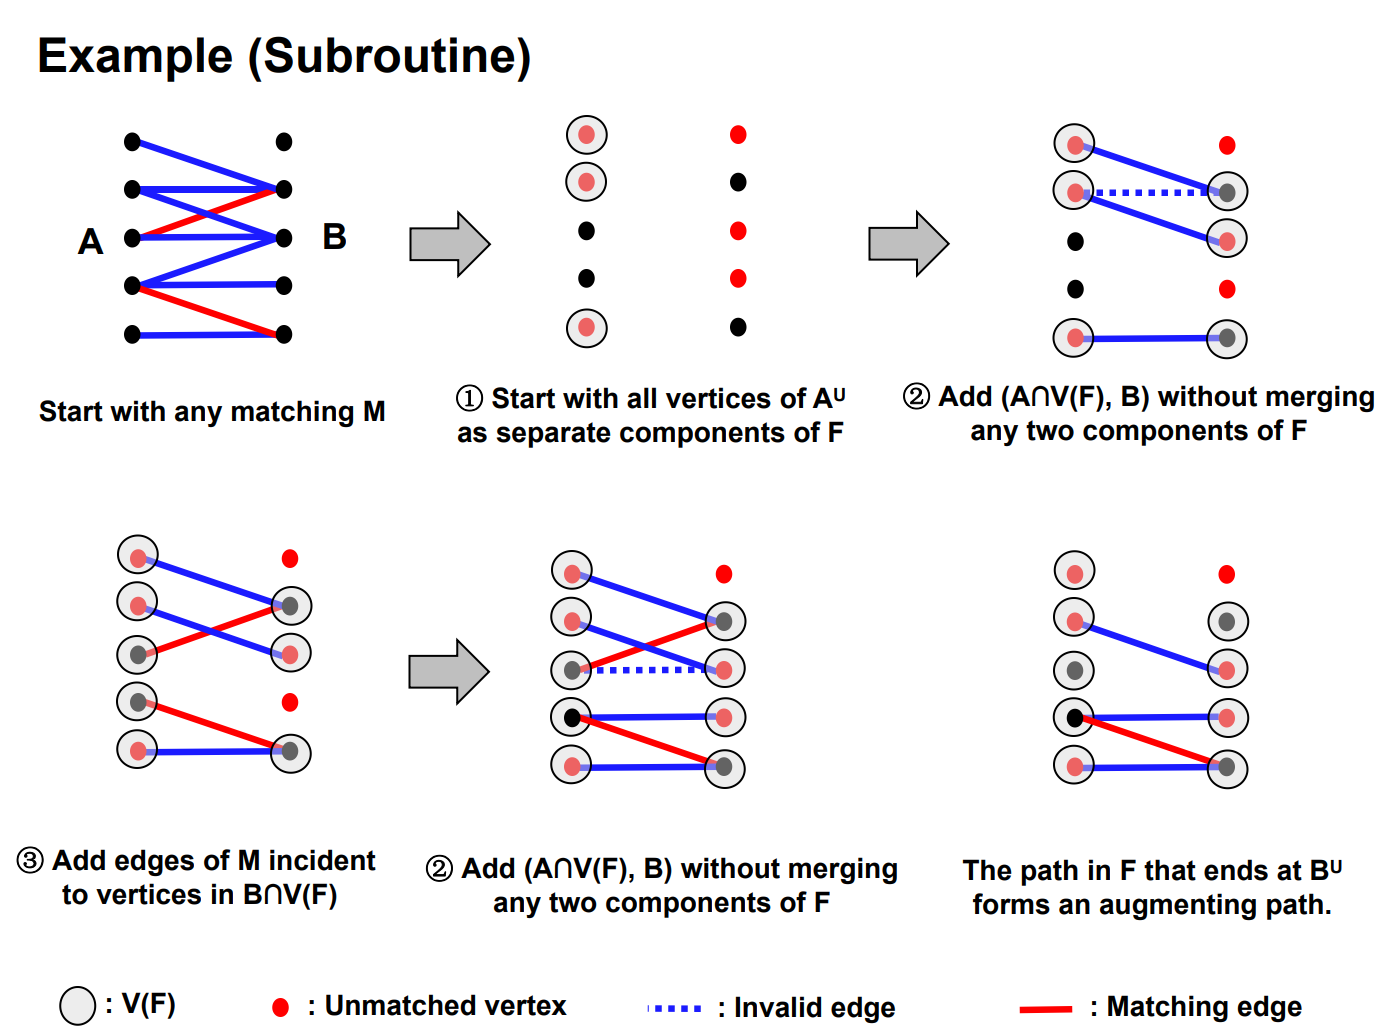 Example (Subroutine)
A
B
Start with any matching M
① Start with all vertices of Aᵁ
as separate components of F
② Add (A∩V(F), B) without merging
any two components of F
③ Add edges of M incident
to vertices in B∩V(F)
② Add (A∩V(F), B) without merging
any two components of F
The path in F that ends at Bᵁ
forms an augmenting path.
: V(F)
: Unmatched vertex
: Invalid edge
: Matching edge